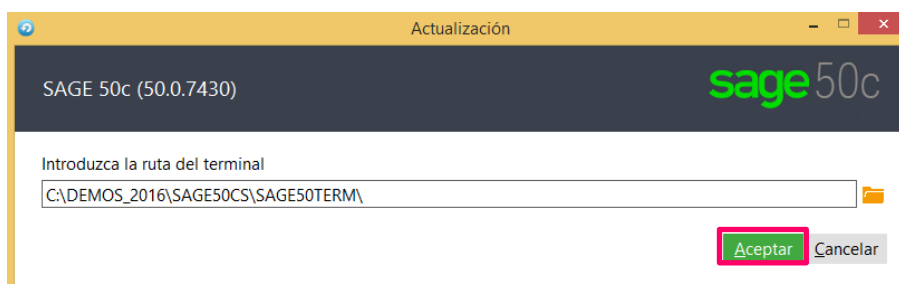 Actualización
SAGE 50c (50.0.7430)
sage 50c
Introduzca la ruta del terminal
C:\DEMOS_2016\SAGE50CS\SAGE50TERM\
Aceptar
Cancelar